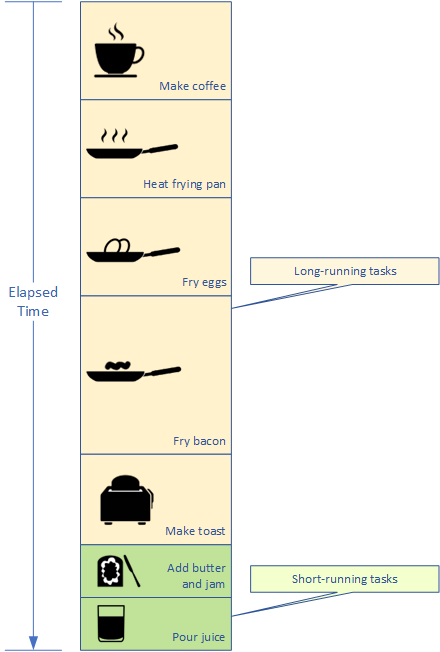 Make coffee
Heat frying pan
Fry eggs
Long-running tasks
Elapsed
Time
Fry bacon
Make toast
Add butter
and jam
Short-running tasks
Pour juice